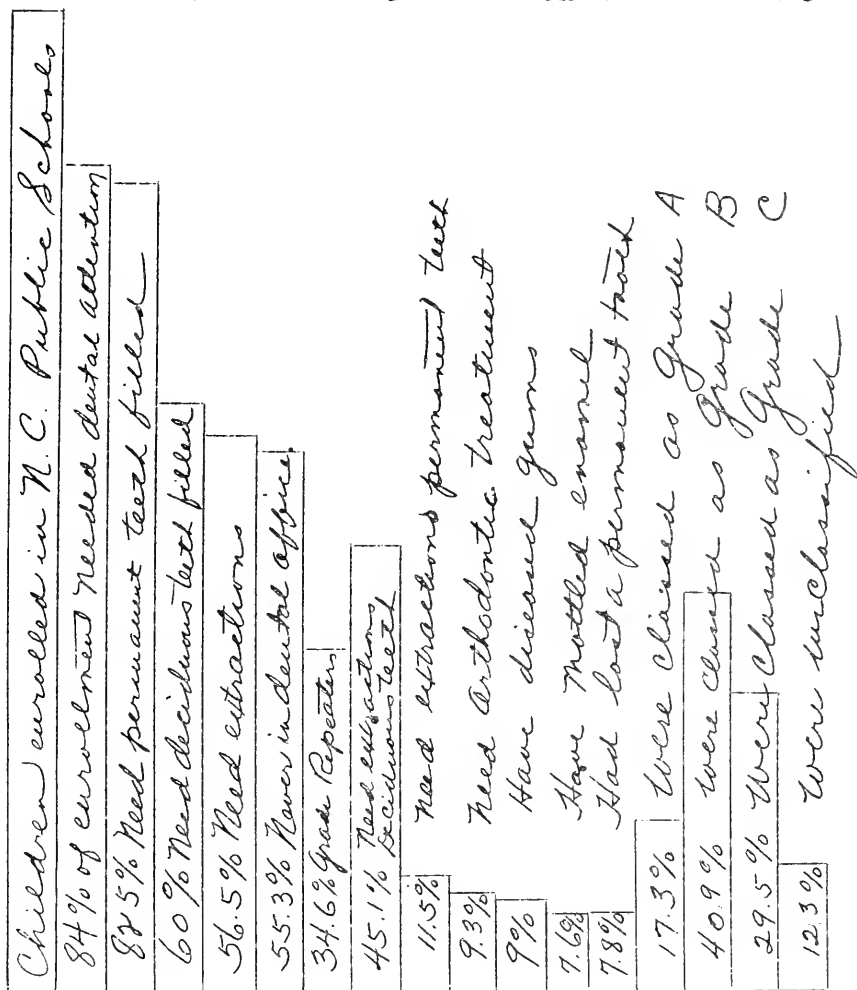 Children enrolled in N.C. Public Schools
84% of enrollment needed dental attention
82.5% Need permanent teeth filled
60% Need deciduous teeth filled
56.5% Need extractions
55.3% Never in dental office.
34.6% Grade Repeaters
45.1% Need extractions
Deciduous teeth
11.5% Need extractions permanent teeth
9.3% Need Orthodontic treatment
9% Have diseased gums
7.6% Have Mottled enamel
7.8% Had lost a permanent tooth
17.3% Were classed as Grade A
40.9% Were classed as Grade B
29.5% Were Classed as Grade C
12.3% Were unclassified